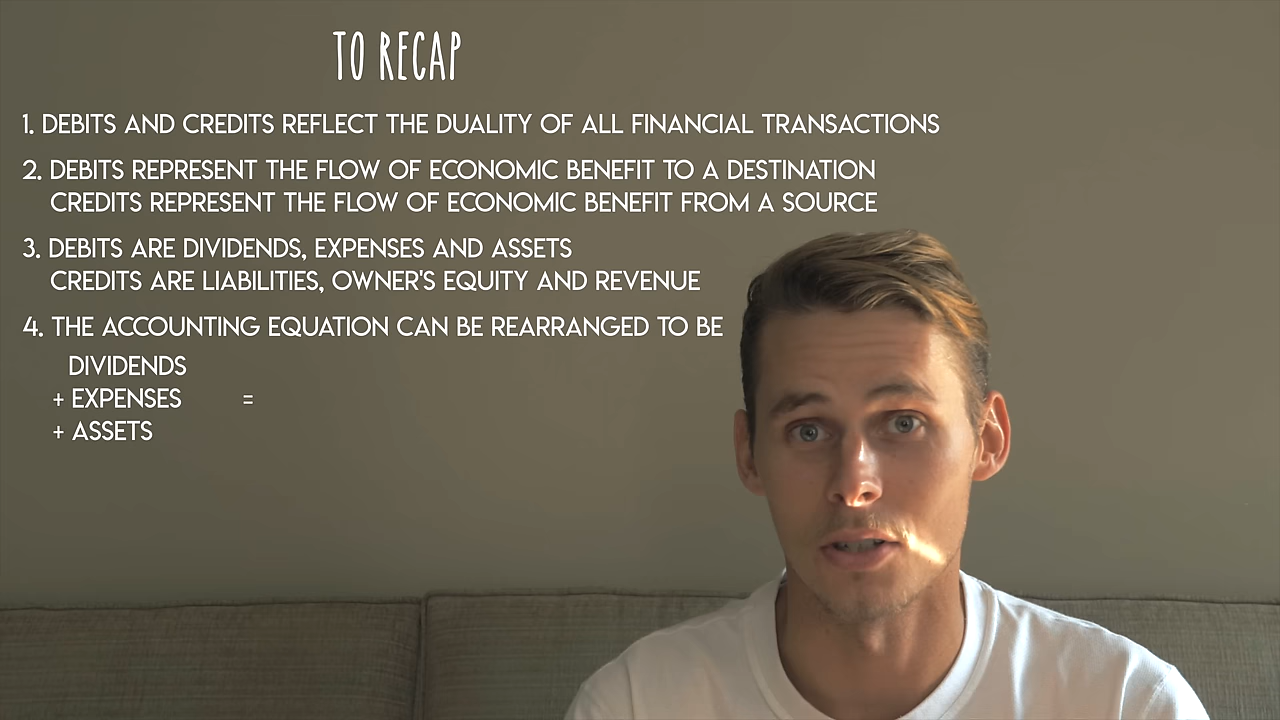 TO RECAP
1. DEBITS AND CREDITS REFLECT THE DUALITY OF ALL FINANCIAL TRANSACTIONS
2. DEBITS REPRESENT THE FLOW OF ECONOMIC BENEFIT TO A DESTINATION
CREDITS REPRESENT THE FLOW OF ECONOMIC BENEFIT FROM A SOURCE
3. DEBITS ARE DIVIDENDS, EXPENSES AND ASSETS
CREDITS ARE LIABILITIES, OWNER'S EQUITY AND REVENUE
4. THE ACCOUNTING EQUATION CAN BE REARRANGED TO BE
DIVIDENDS
+ EXPENSES =
+ ASSETS